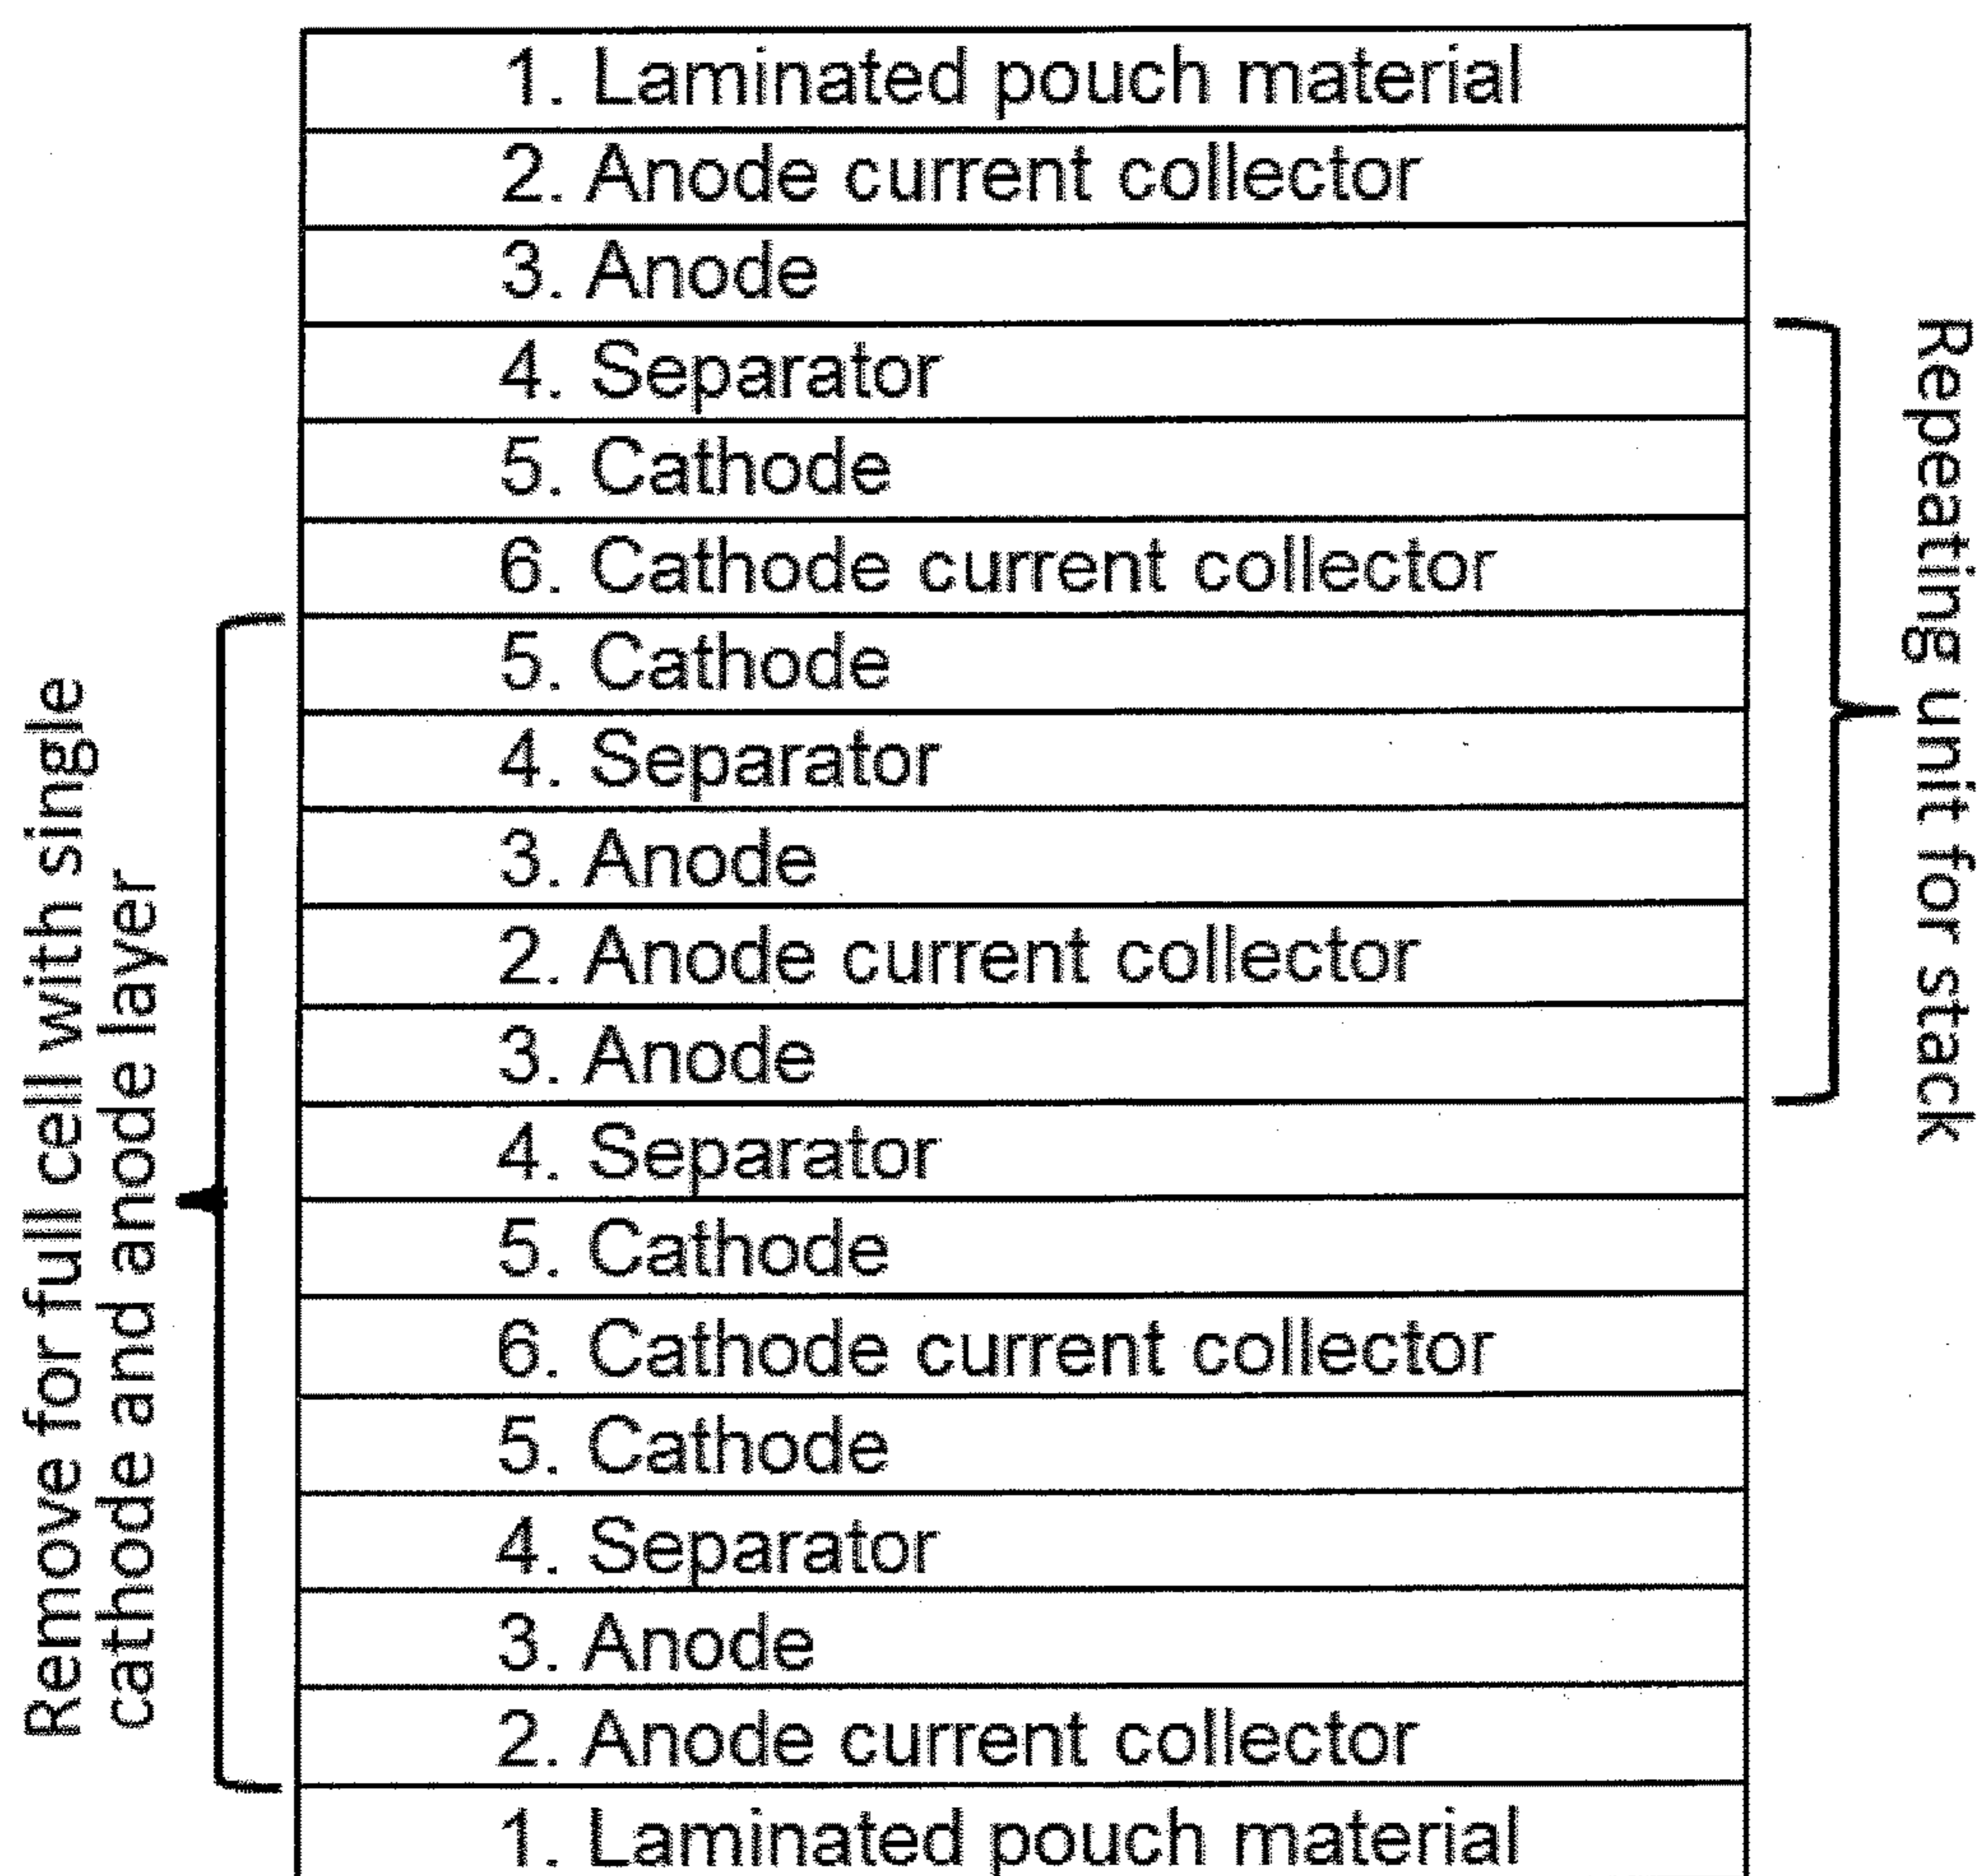 1. Laminated pouch material
2. Anode current collector
3. Anode
4. Separator
5. Cathode
6. Cathode current collector
5. Cathode
4. Separator
3. Anode
2. Anode current collector
3. Anode
4. Separator
5. Cathode
6. Cathode current collector
5. Cathode
4. Separator
3. Anode
2. Anode current collector
1. Laminated pouch material
Remove for full cell with single
cathode and anode layer
Repeating unit for stack